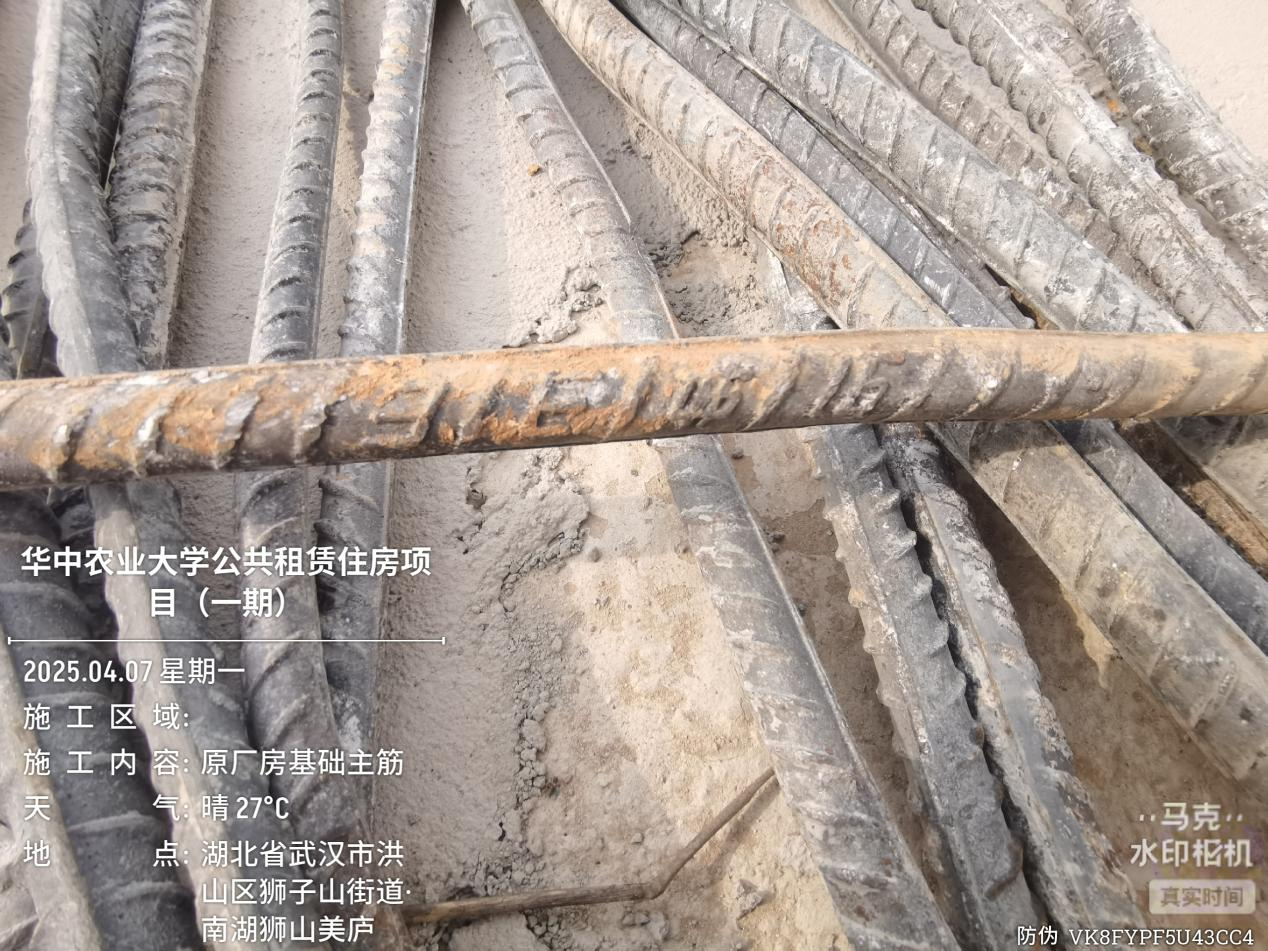 华中农业大学公共租赁住房项
目（一期）
2025.04.07 星期一
施工区域:
施工内容: 原厂房基础主筋
天气: 晴 27°C
地点: 湖北省武汉市洪
山区狮子山街道·
南湖狮山美庐
马克
水印相机
真实时间
防伪 VK8FYPF5U43CC4